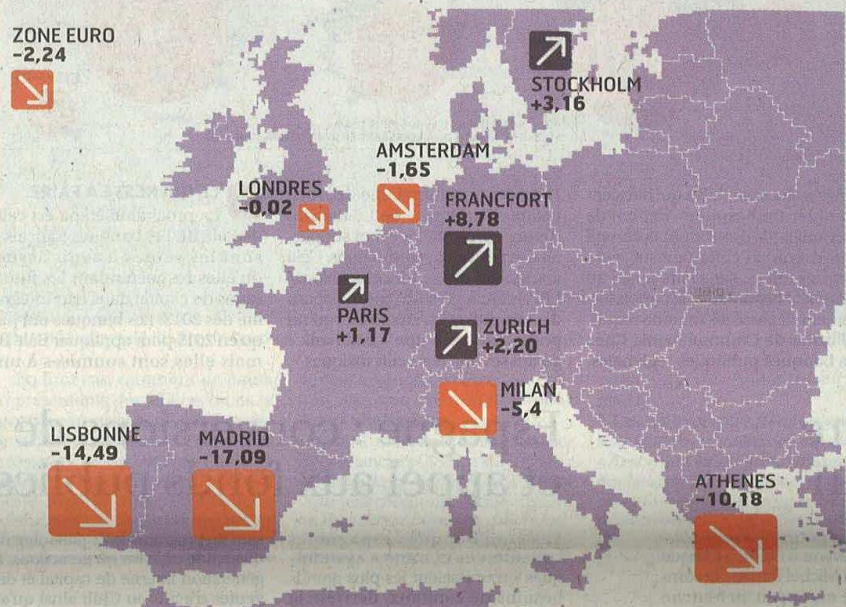 ZONE EURO
-2,24
STOCKHOLM
+3,16
AMSTERDAM
-1,65
LONDRES
-0,02
FRANCFORT
+8,78
PARIS
+1,17
ZURICH
+2,20
MILAN
-5,4
LISBONNE
-14,49
MADRID
-17,09
ATHENES
-10,18